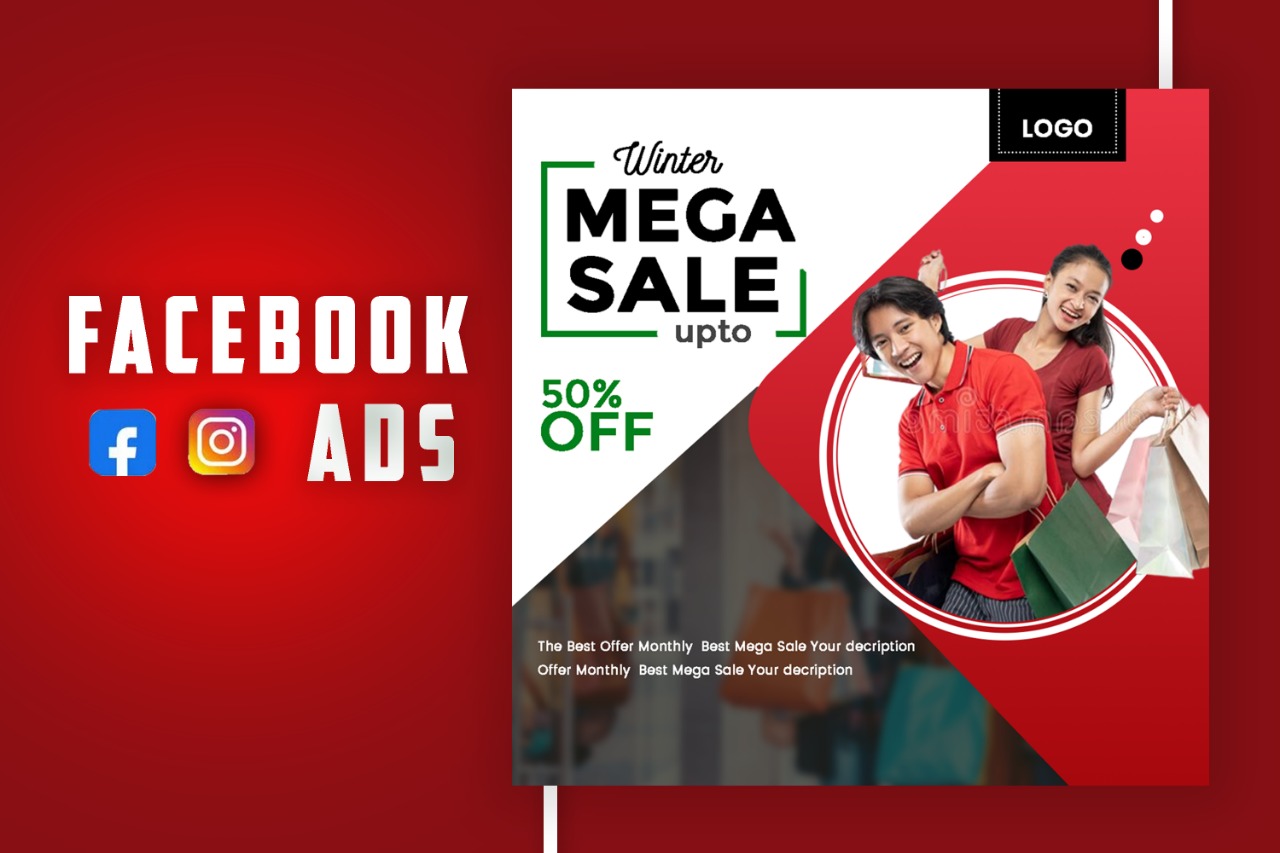 FACEBOOK
ADS
LOGO
Winter
MEGA
SALE
upto
50%
OFF
The Best Offer Monthly Best Mega Sale Your decription
Offer Monthly Best Mega Sale Your decription